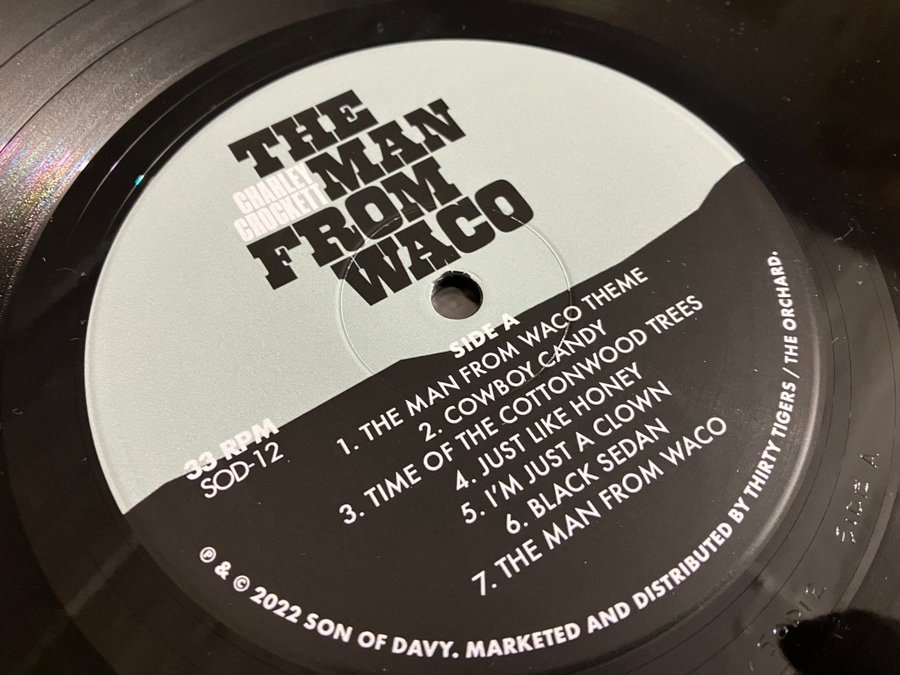 THE
MAN
CHARLEY
CROCKETT
FROM
WACO
SIDE A
1. THE MAN FROM WACO THEME
2. COWBOY CANDY
3. TIME OF THE COTTONWOOD TREES
4. JUST LIKE HONEY
5. I'M JUST A CLOWN
6. BLACK SEDAN
7. THE MAN FROM WACO
33 RPM
SOD-12
℗ & © 2022 SON OF DAVY. MARKETED AND DISTRIBUTED BY THIRTY TIGERS / THE ORCHARD.
SIDE A